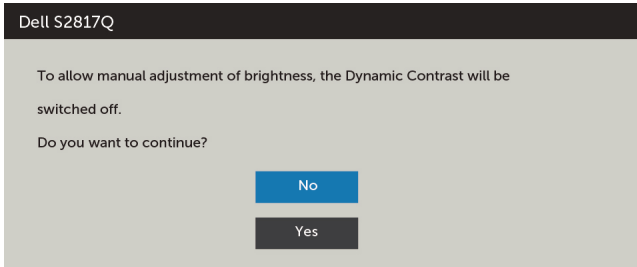 Dell S2817Q
To allow manual adjustment of brightness, the Dynamic Contrast will be
switched off.
Do you want to continue?
No
Yes